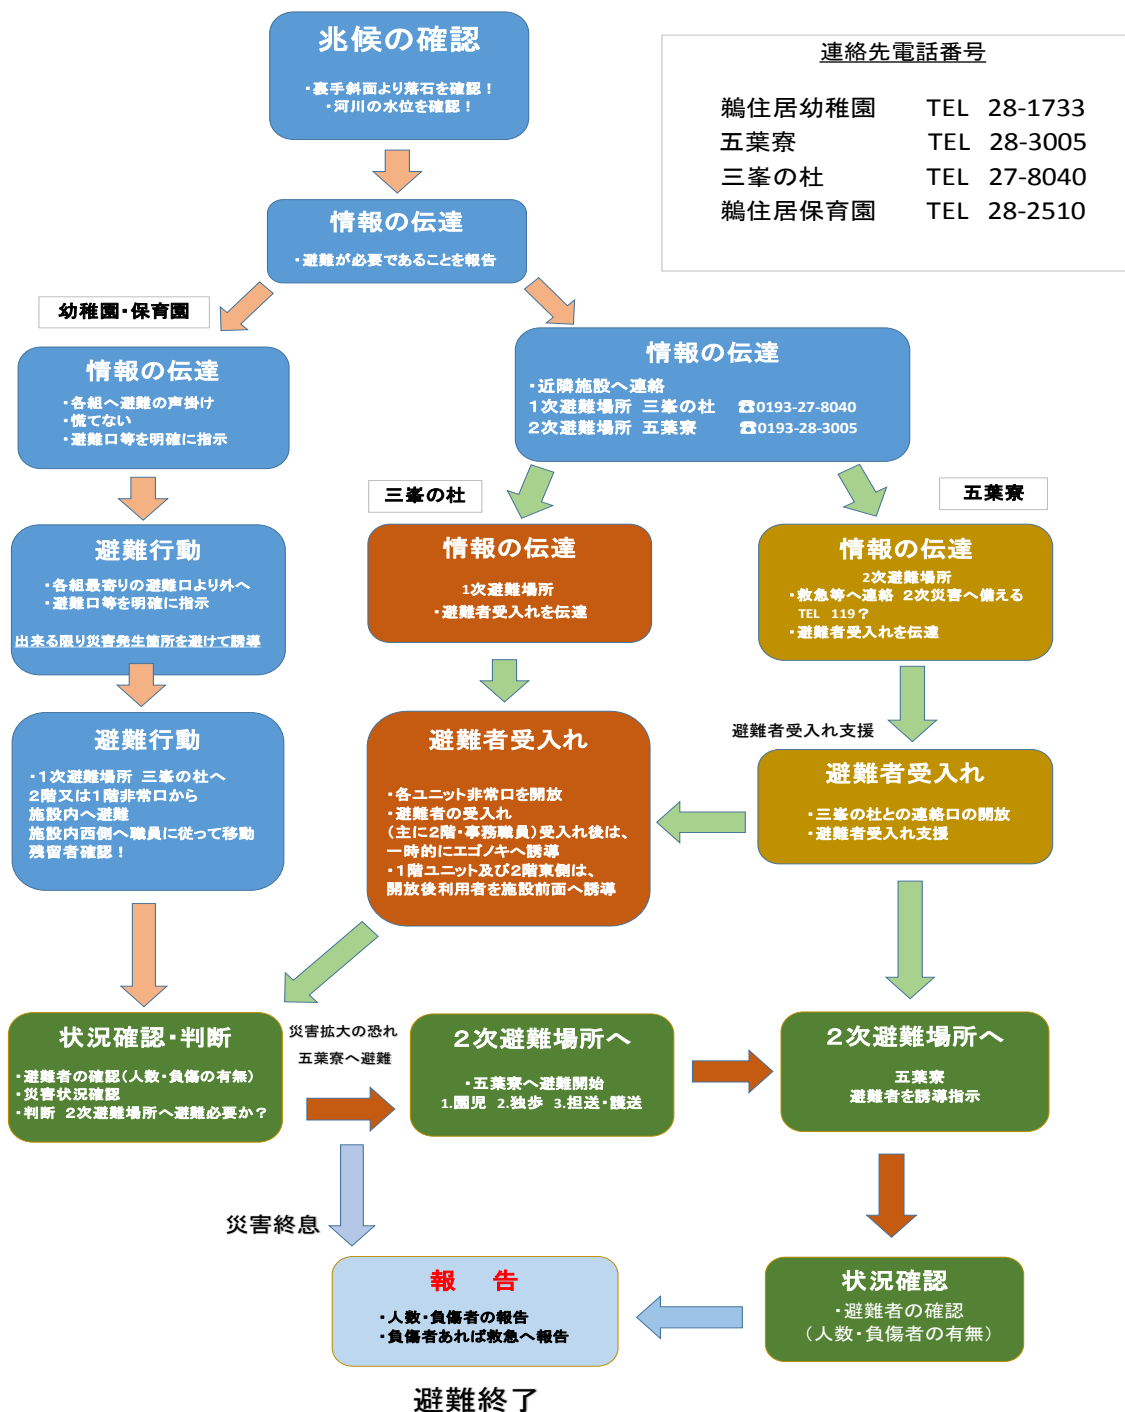 兆候の確認
・裏手斜面より落石を確認！
・河川の水位を確認！
連絡先電話番号
鵜住居幼稚園 TEL 28-1733
五葉寮 TEL 28-3005
三峯の杜 TEL 27-8040
鵜住居保育園 TEL 28-2510
情報の伝達
・避難が必要であることを報告
幼稚園・保育園
情報の伝達
・各組へ避難の声掛け
・慌てない
・避難口等を明確に指示
情報の伝達
・近隣施設へ連絡
1次避難場所 三峯の杜 ☎0193-27-8040
2次避難場所 五葉寮 ☎0193-28-3005
三峯の杜
五葉寮
避難行動
・各組最寄りの避難口より外へ
・避難口等を明確に指示
出来る限り災害発生箇所を避けて誘導
情報の伝達
1次避難場所
・避難者受入れを伝達
情報の伝達
2次避難場所
・救急等へ連絡 2次災害へ備える
TEL 119？
・避難者受入れを伝達
避難行動
・1次避難場所 三峯の杜へ
2階又は1階非常口から
施設内へ避難
施設内西側へ職員に従って移動
残留者確認！
避難者受入れ
・各ユニット非常口を開放
・避難者の受入れ
（主に2階・事務職員）受入れ後は、
一時的にエゴノキへ誘導
・1階ユニット及び2階東側は、
開放後利用者を施設前面へ誘導
避難者受入れ支援
避難者受入れ
・三峯の杜との連絡口の開放
・避難者受入れ支援
状況確認・判断
・避難者の確認（人数・負傷の有無）
・災害状況確認
・判断 2次避難場所へ避難必要か？
災害拡大の恐れ
五葉寮へ避難
2次避難場所へ
・五葉寮へ避難開始
1.園児 2.独歩 3.担送・護送
2次避難場所へ
五葉寮
避難者を誘導指示
災害終息
報 告
・人数・負傷者の報告
・負傷者あれば救急へ報告
状況確認
・避難者の確認
（人数・負傷者の有無）
避難終了